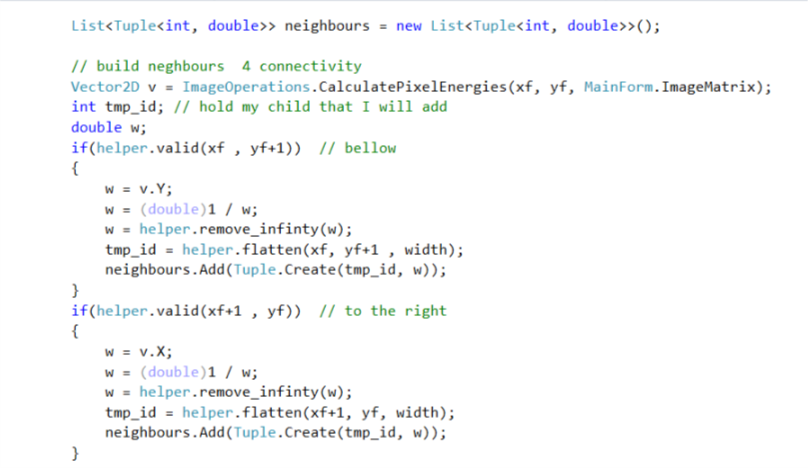 List<Tuple<int, double>> neighbours = new List<Tuple<int, double>>();
// build neghbours  4 connectivity
Vector2D v = ImageOperations.CalculatePixelEnergies(xf, yf, MainForm.ImageMatrix);
int tmp_id; // hold my child that I will add
double w;
if(helper.valid(xf , yf+1))  // bellow
{
    w = v.Y;
    w = (double)1 / w;
    w = helper.remove_infinty(w);
    tmp_id = helper.flatten(xf, yf+1 , width);
    neighbours.Add(Tuple.Create(tmp_id, w));
}
if(helper.valid(xf+1 , yf))  // to the right
{
    w = v.X;
    w = (double)1 / w;
    w = helper.remove_infinty(w);
    tmp_id = helper.flatten(xf+1, yf, width);
    neighbours.Add(Tuple.Create(tmp_id, w));
}